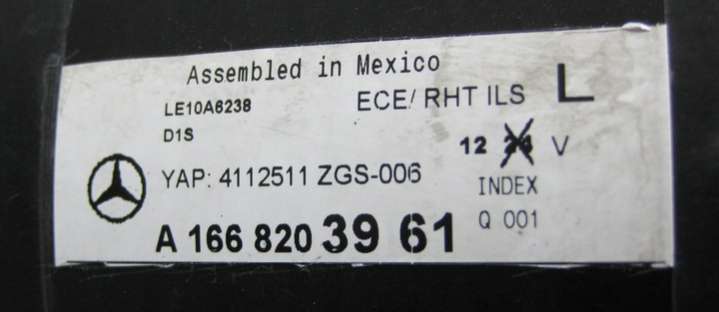 Assembled in Mexico
LE10A6238
ECE/ RHT ILS L
D1S
12 24 V
YAP: 4112511 ZGS-006
INDEX
A 166 820 39 61 Q 001